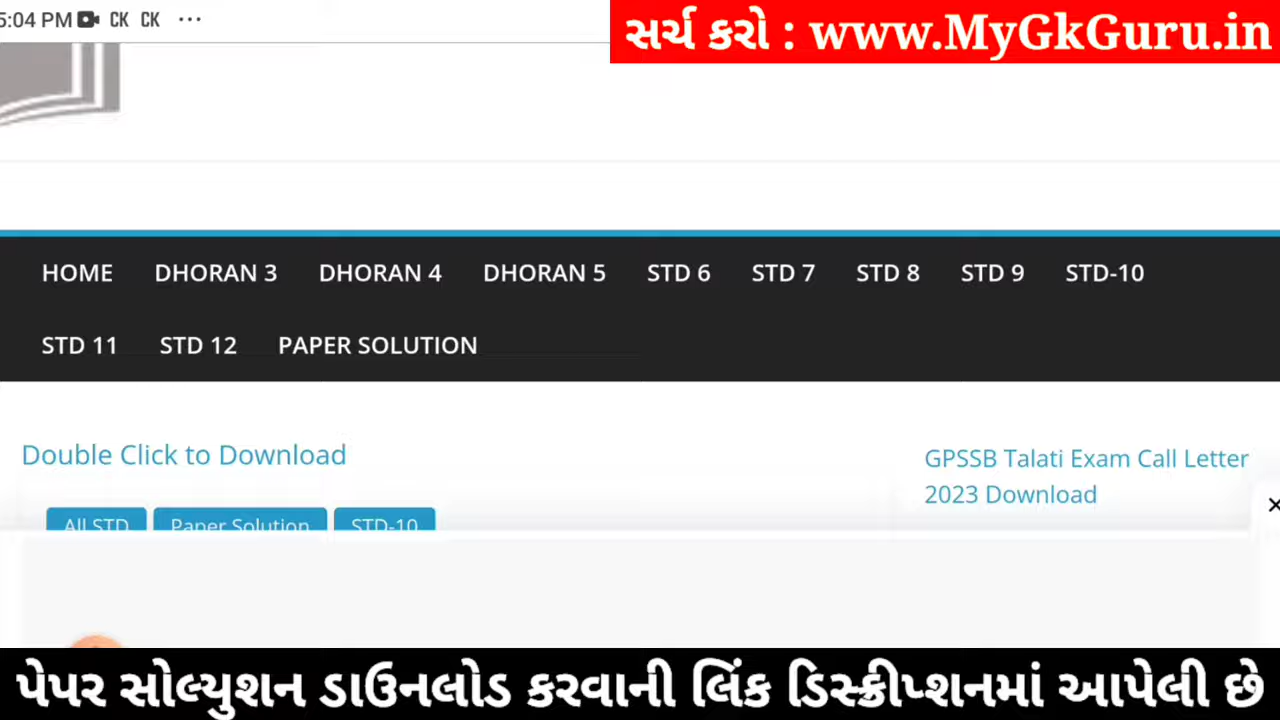 5:04 PM CK CK ...
સર્ચ કરો : www.MyGkGuru.in
HOME DHORAN 3 DHORAN 4 DHORAN 5 STD 6 STD 7 STD 8 STD 9 STD-10
STD 11 STD 12 PAPER SOLUTION
Double Click to Download
GPSSB Talati Exam Call Letter
2023 Download
All STD Paper Solution STD-10
પેપર સોલ્યુશન ડાઉનલોડ કરવાની લિંક ડિસ્ક્રીપ્શનમાં આપેલી છે